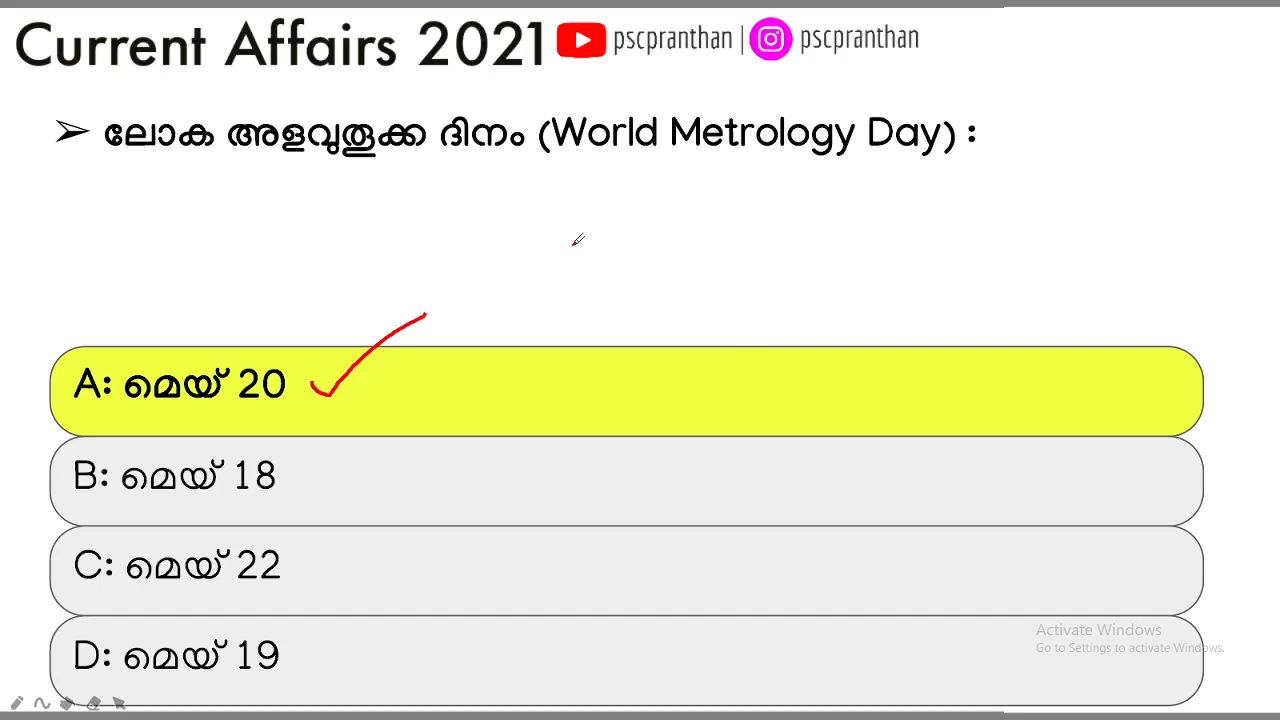 Current Affairs 2021 pscpranthan | pscpranthan
➢ ലോക അളവുതൂക്ക ദിനം (World Metrology Day) :
A: മെയ് 20
B: മെയ് 18
C: മെയ് 22
D: മെയ് 19
Activate Windows
Go to Settings to activate Windows.